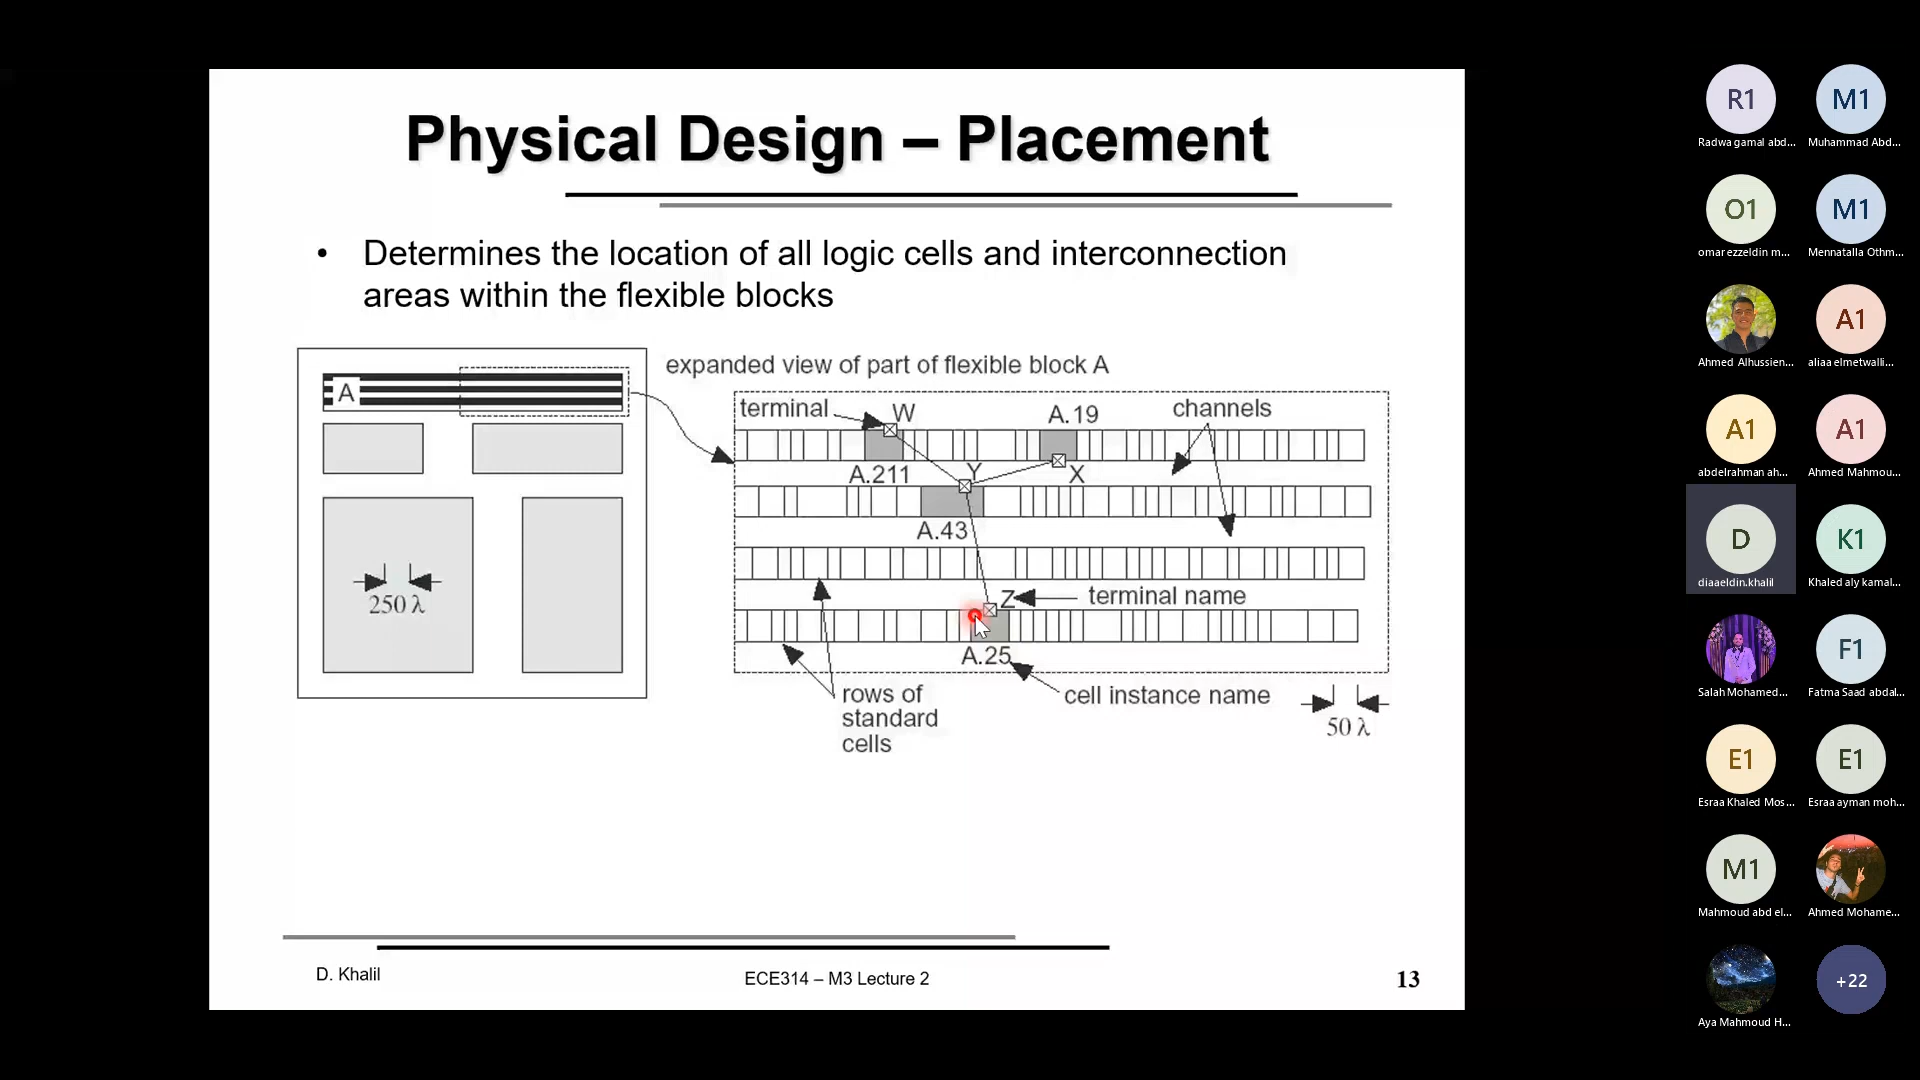 Physical Design – Placement
• Determines the location of all logic cells and interconnection
areas within the flexible blocks
expanded view of part of flexible block A
A
250 λ
terminal
W
A.19
channels
A.211
Y
X
A.43
Z
terminal name
A.25
rows of
standard
cells
cell instance name
50 λ
D. Khalil
ECE314 – M3 Lecture 2
13
R1
M1
Radwa gamal abd...
Muhammad Abd...
O1
M1
omar ezzeldin m...
Mennatalla Othm...
A1
Ahmed Alhussien...
aliaa elmetwalli...
A1
A1
abdelrahman ah...
Ahmed Mahmou...
D
K1
diaaeldin.khalil
Khaled aly kamal...
F1
Salah Mohamed...
Fatma Saad abdal...
E1
E1
Esraa Khaled Mos...
Esraa ayman moh...
M1
Mahmoud abd el...
Ahmed Mohame...
+22
Aya Mahmoud H...